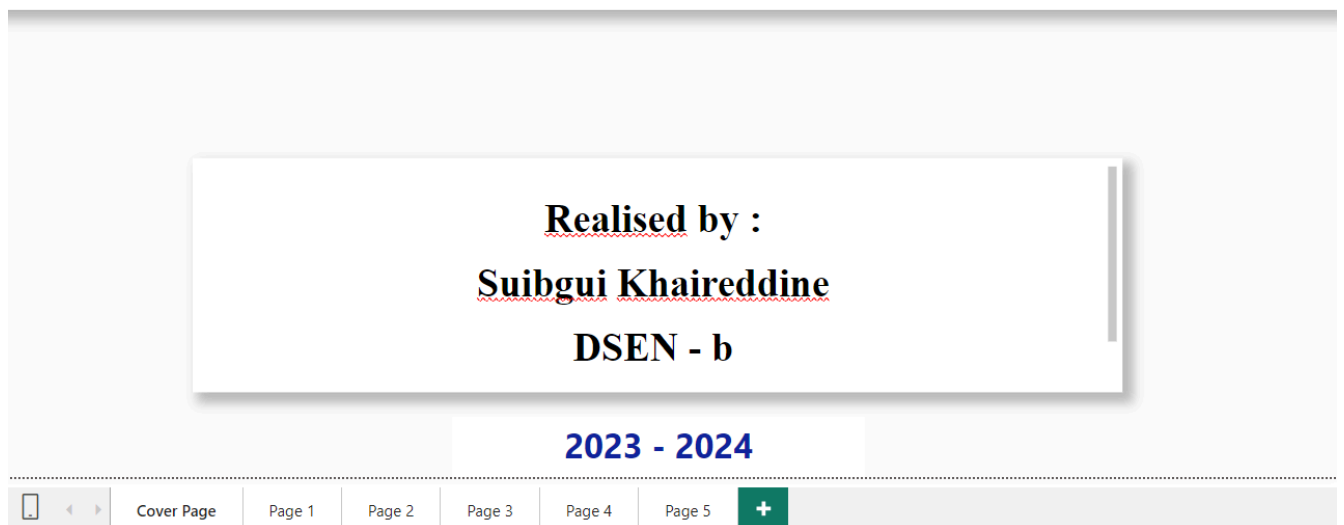 Realised by :
Suibgui Khaireddine
DSEN - b
2023 - 2024
Cover Page Page 1 Page 2 Page 3 Page 4 Page 5 +